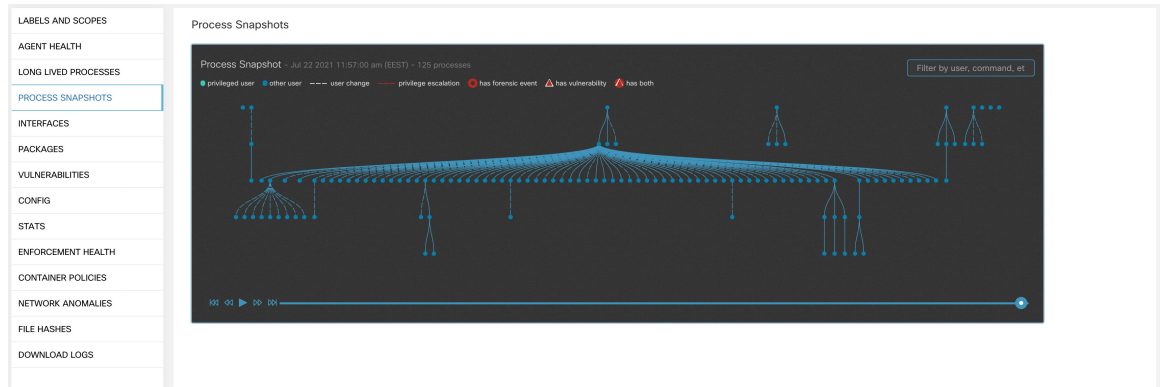 LABELS AND SCOPES
AGENT HEALTH
LONG LIVED PROCESSES
PROCESS SNAPSHOTS
INTERFACES
PACKAGES
VULNERABILITIES
CONFIG
STATS
ENFORCEMENT HEALTH
CONTAINER POLICIES
NETWORK ANOMALIES
FILE HASHES
DOWNLOAD LOGS
Process Snapshots
Process Snapshot - Jul 22 2021 11:57:00 am (EEST) - 125 processes
Filter by user, command, et
privileged user other user user change privilege escalation has forensic event has vulnerability has both